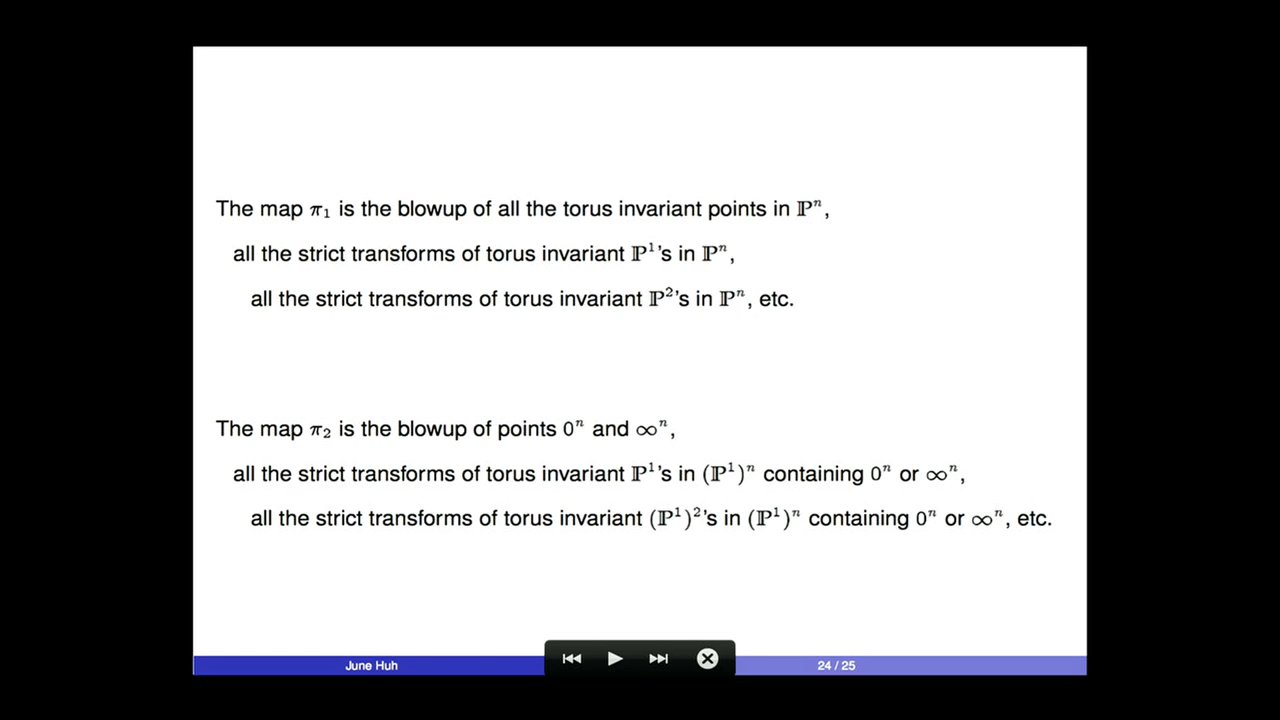 The map π₁ is the blowup of all the torus invariant points in ℙⁿ,
all the strict transforms of torus invariant ℙ¹'s in ℙⁿ,
all the strict transforms of torus invariant ℙ²'s in ℙⁿ, etc.
The map π₂ is the blowup of points 0ⁿ and ∞ⁿ,
all the strict transforms of torus invariant ℙ¹'s in (ℙ¹)ⁿ containing 0ⁿ or ∞ⁿ,
all the strict transforms of torus invariant (ℙ¹)²'s in (ℙ¹)ⁿ containing 0ⁿ or ∞ⁿ, etc.
June Huh
24 / 25